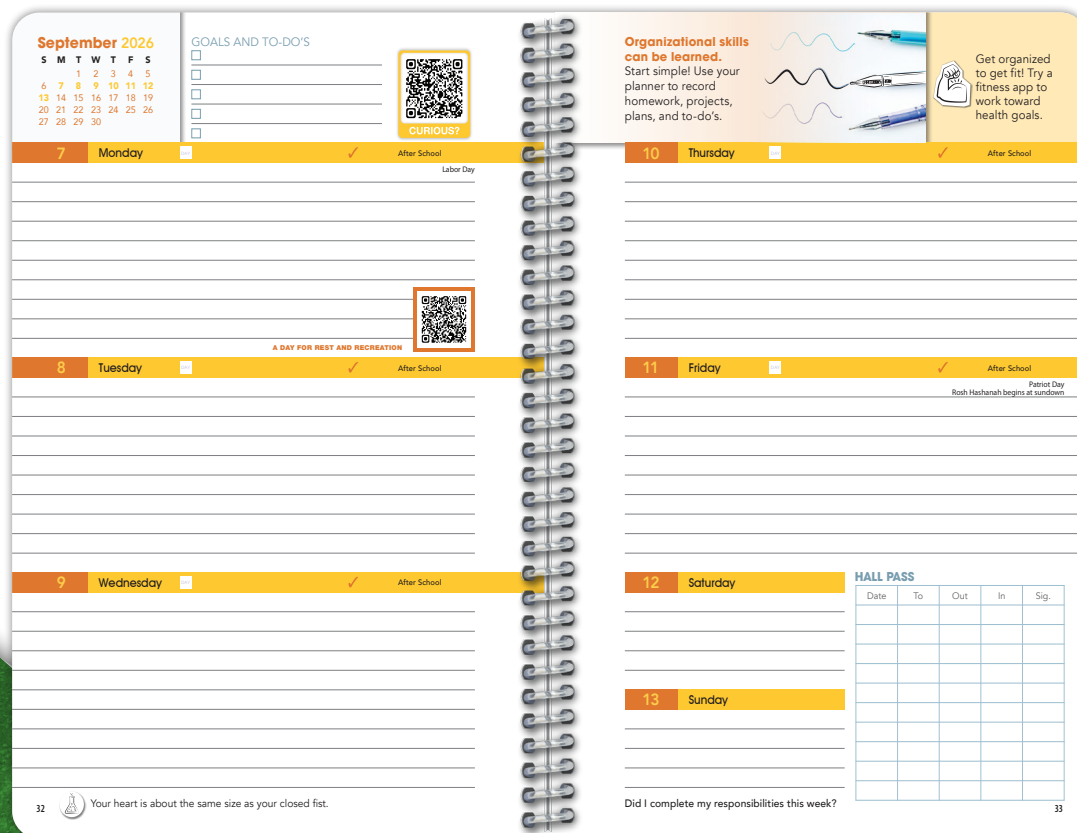 September 2026
S M T W T F S
1 2 3 4 5
6 7 8 9 10 11 12
13 14 15 16 17 18 19
20 21 22 23 24 25 26
27 28 29 30
GOALS AND TO-DO'S
CURIOUS?
7 Monday ✓ After School
Labor Day
A DAY FOR REST AND RECREATION
8 Tuesday ✓ After School
9 Wednesday ✓ After School
32
Your heart is about the same size as your closed fist.
Organizational skills
can be learned.
Start simple! Use your
planner to record
homework, projects,
plans, and to-do's.
Get organized
to get fit! Try a
fitness app to
work toward
health goals.
10 Thursday ✓ After School
11 Friday ✓ After School
Patriot Day
Rosh Hashanah begins at sundown
12 Saturday
13 Sunday
HALL PASS
Date To Out In Sig.
Did I complete my responsibilities this week?
33